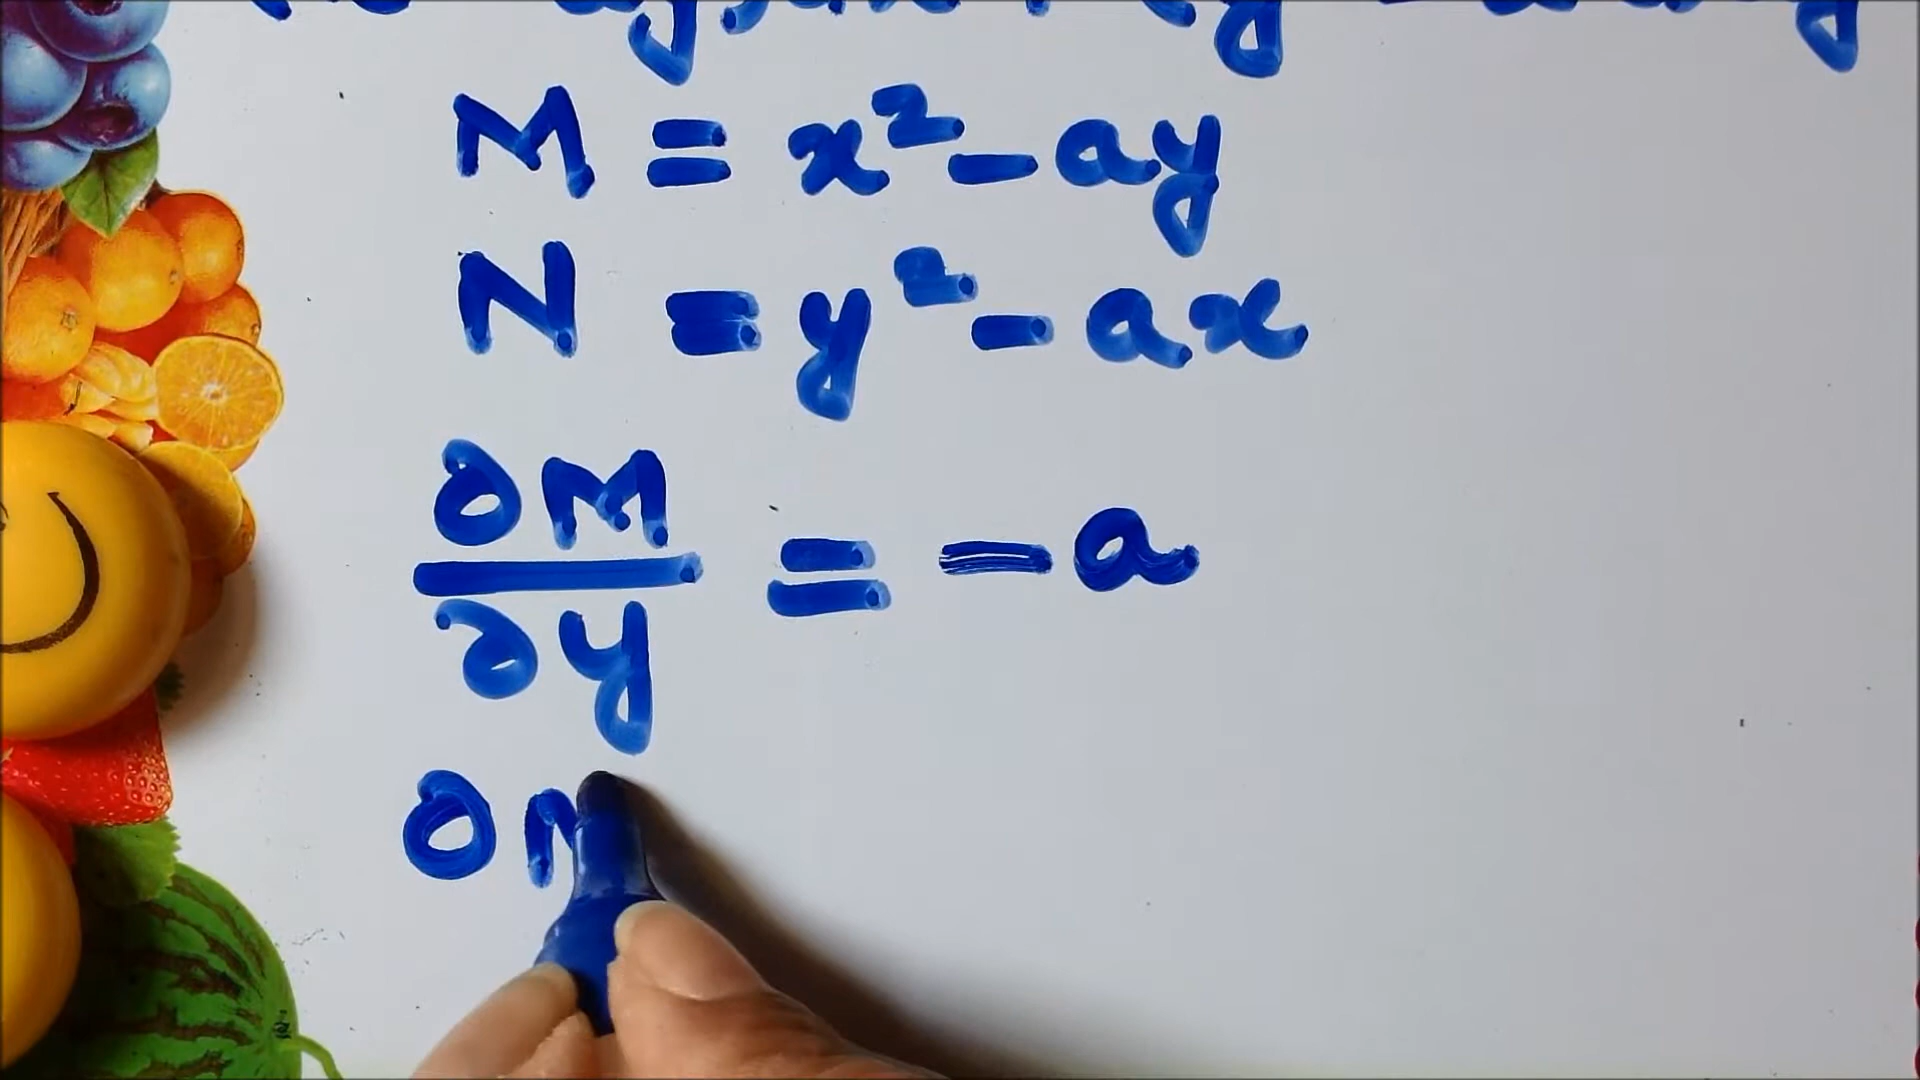 M = x² - ay
N = y² - ax
∂M/∂y = -a
∂